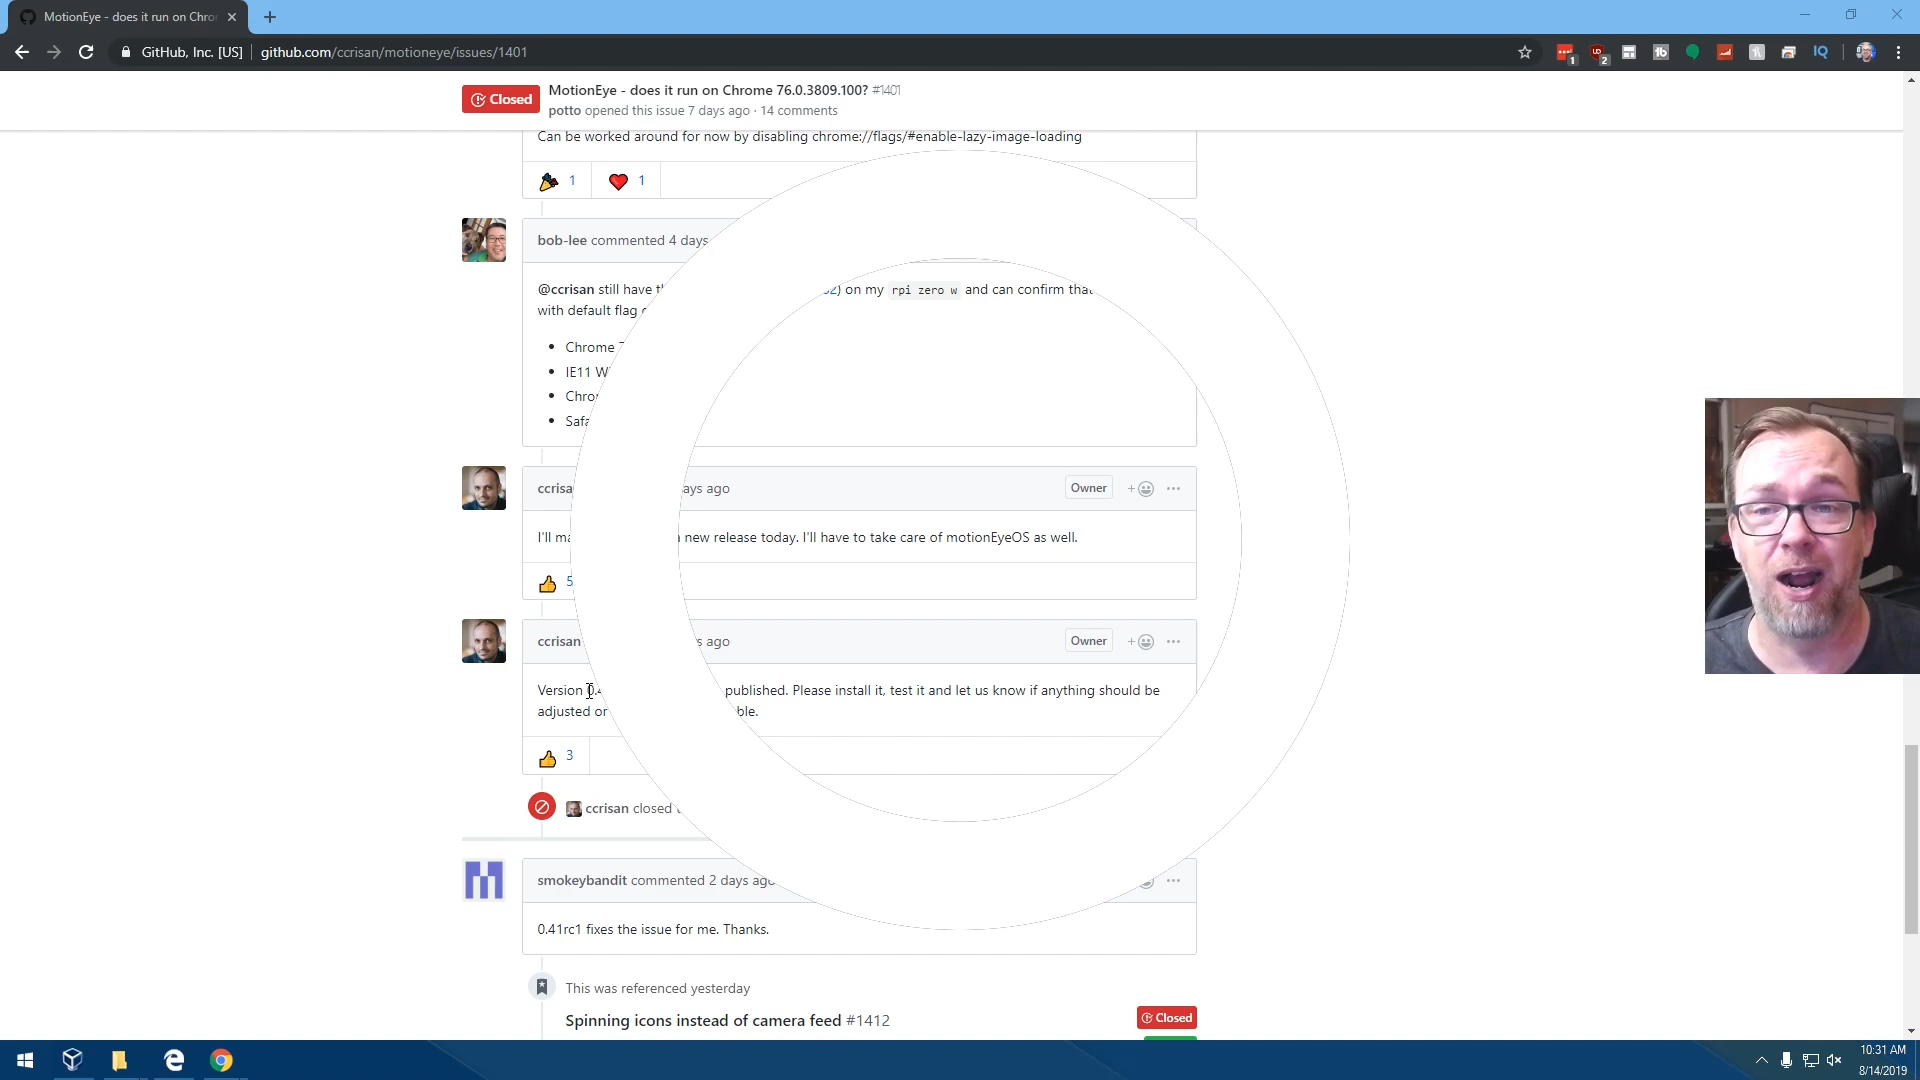 MotionEye - does it run on Chro
GitHub, Inc. [US]
github.com/ccrisan/motioneye/issues/1401
1
2
IQ
Closed
MotionEye - does it run on Chrome 76.0.3809.100? #1401
potto opened this issue 7 days ago · 14 comments
Can be worked around for now by disabling chrome://flags/#enable-lazy-image-loading
1
1
bob-lee commented 4 days
@ccrisan still have on my rpi zero w and can confirm that
with default flag
Chrome
IE11
ccrisa ago
Owner
I'll new release today. I'll have to take care of motionEyeOS as well.
5
ccrisan ago
Owner
Version published. Please install it, test it and let us know if anything should be
adjusted or
3
ccrisan closed
smokeybandit commented 2 days ago
0.41rc1 fixes the issue for me. Thanks.
This was referenced yesterday
Spinning icons instead of camera feed #1412
Closed
10:31 AM
8/14/2019